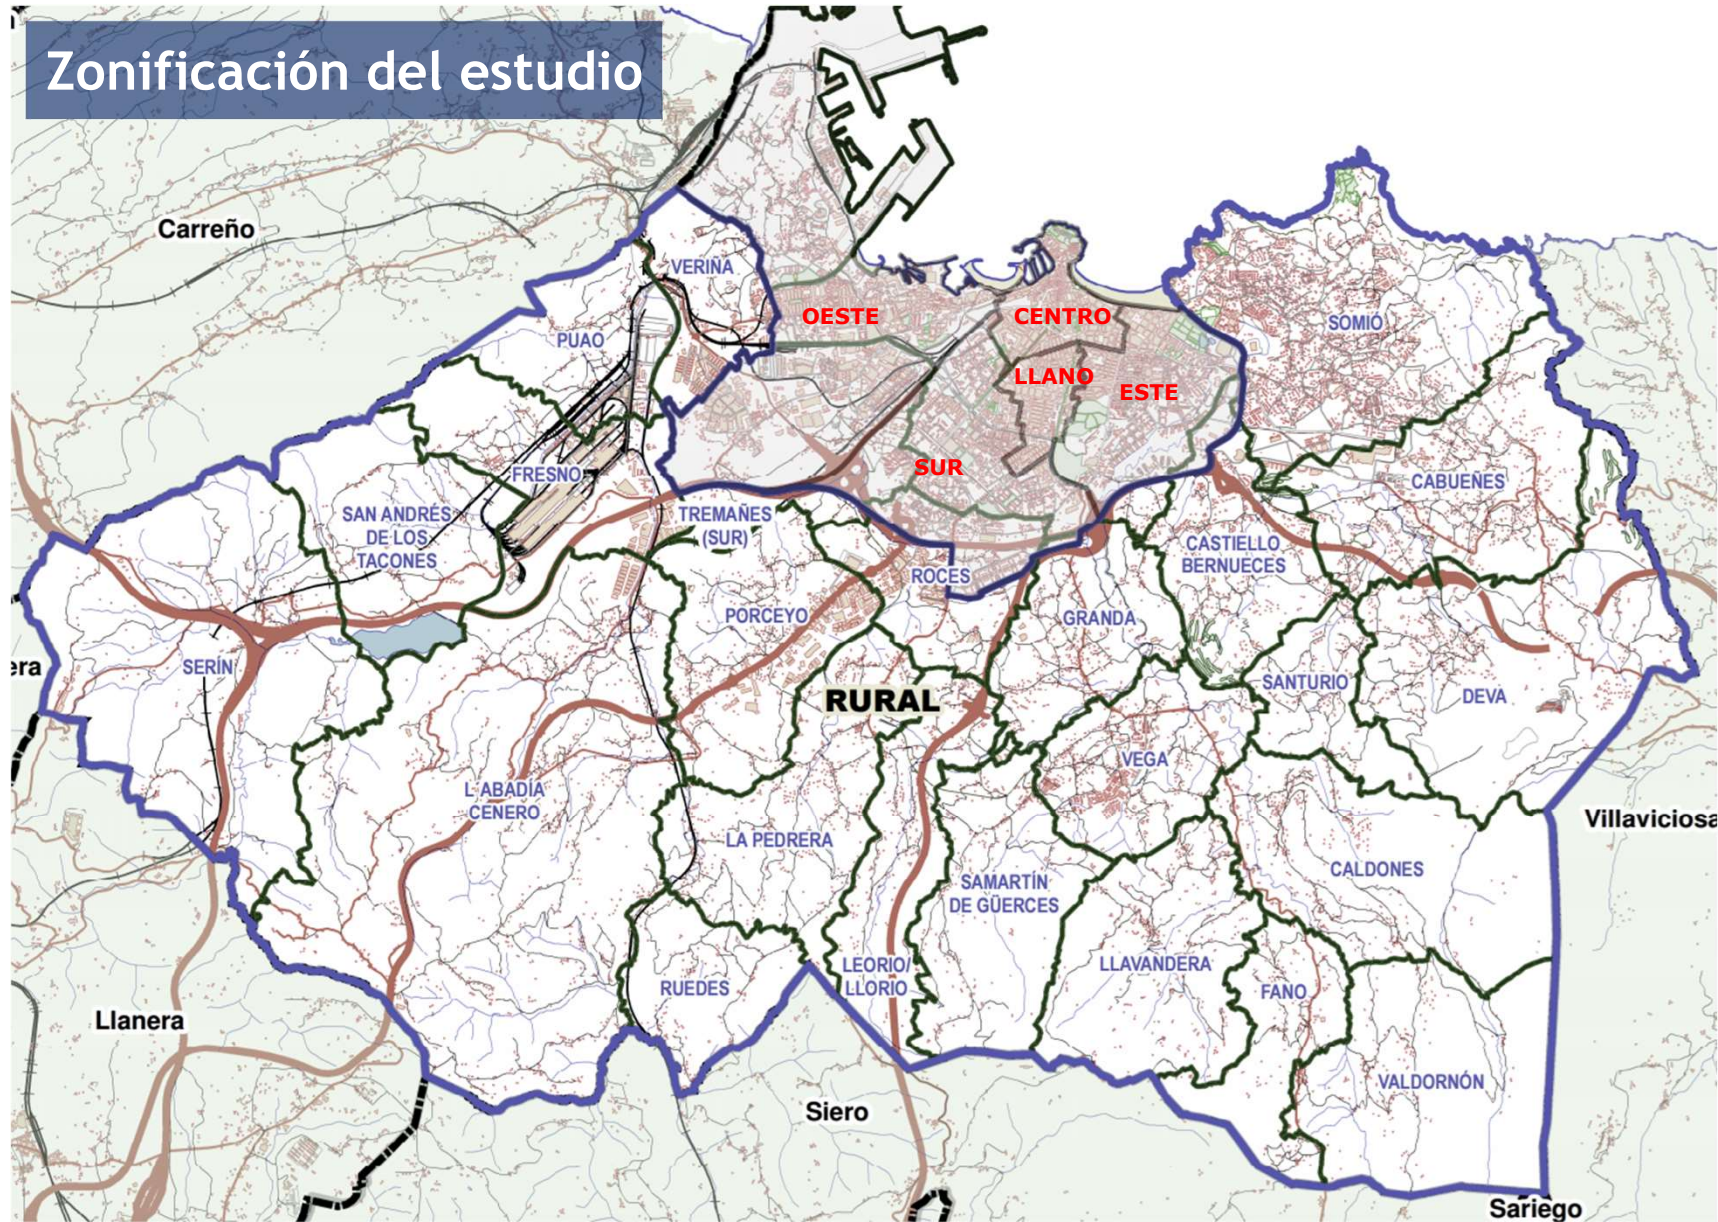 Zonificación del estudio
Carreño
VERIÑA
OESTE
CENTRO
SOMIÓ
PUAO
LLANO
ESTE
FRESNO
SUR
CABUEÑES
SAN ANDRÉS
DE LOS
TACONES
TREMAÑES
(SUR)
CASTIELLO
BERNUECES
ROCES
PORCEYO
GRANDA
era
SERÍN
RURAL
SANTURIO
DEVA
VEGA
L'ABADÍA
CENERO
Villaviciosa
LA PEDRERA
CALDONES
SAMARTÍN
DE GÜERCES
LEORIO/
LLORIO
LLAVANDERA
RUEDES
FANO
Llanera
VALDORNÓN
Siero
Sariego